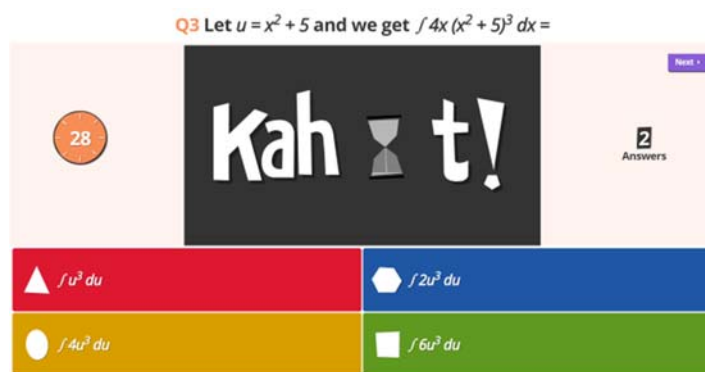 Q3 Let u = x² + 5 and we get ∫ 4x (x² + 5)³ dx =
Next
28
Kah t!
2
Answers
∫ u³ du
∫ 2u³ du
∫ 4u³ du
∫ 6u³ du